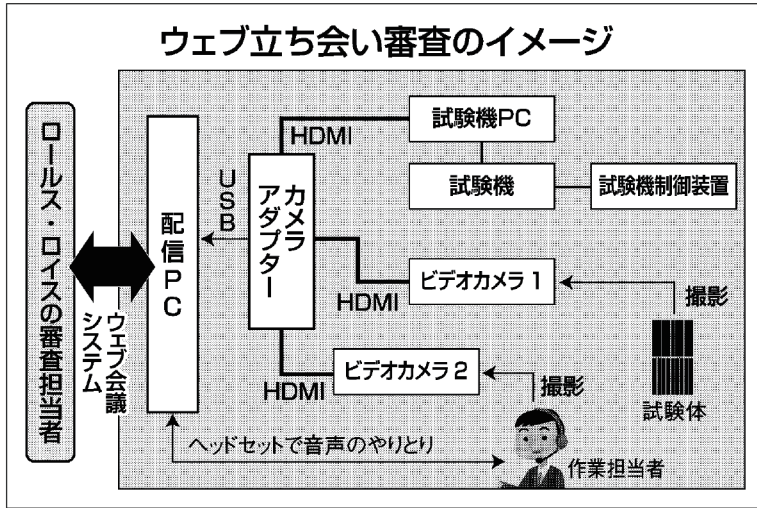 ウェブ立ち会い審査のイメージ
ロールス・ロイスの審査担当者
ウェブ会議
システム
配信PC
USB
カメラ
アダプター
HDMI
試験機PC
試験機
試験機制御装置
HDMI
ビデオカメラ1
撮影
試験体
HDMI
ビデオカメラ2
撮影
作業担当者
ヘッドセットで音声のやりとり